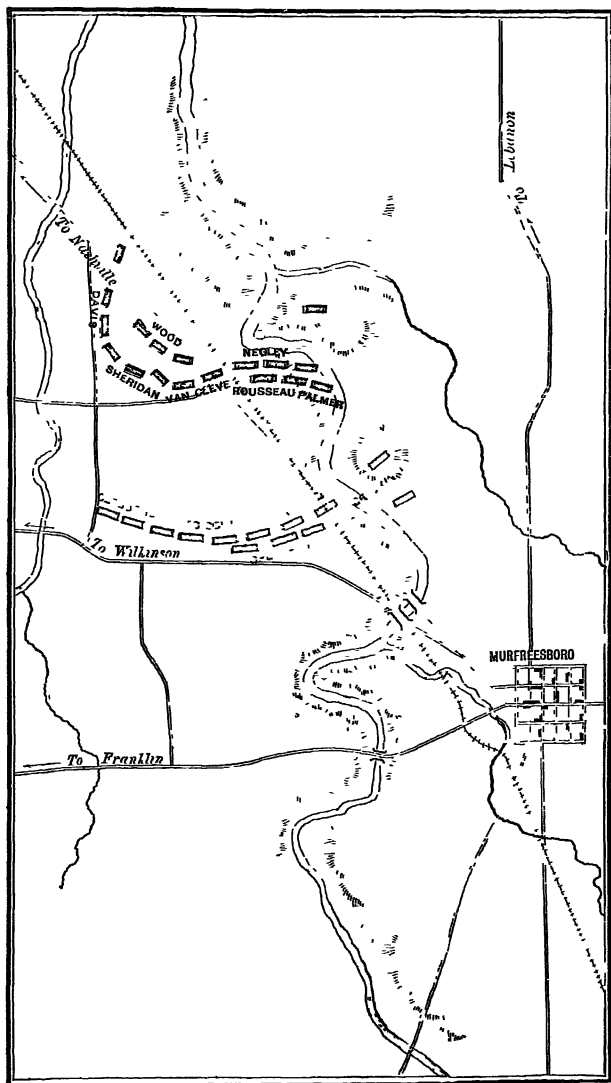 To Lebanon
To Nashville
DAVIS
WOOD
NEGLEY
SHERIDAN VAN CLEVE ROUSSEAU PALMER
To Wilkinson
MURFREESBORO
To Franklin